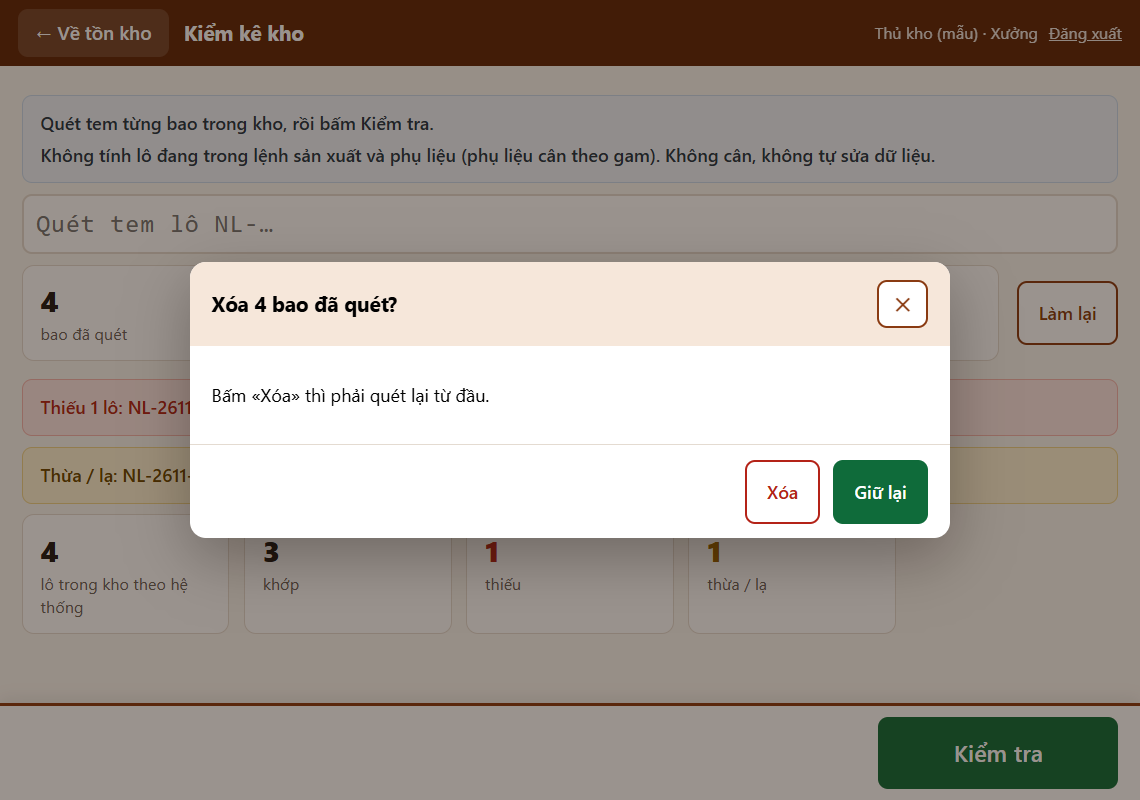 ← Về tồn kho
Kiểm kê kho
Thủ kho (mẫu) · Xưởng
Đăng xuất
Quét tem từng bao trong kho, rồi bấm Kiểm tra.
Không tính lô đang trong lệnh sản xuất và phụ liệu (phụ liệu cân theo gam). Không cân, không tự sửa dữ liệu.
Quét tem lô NL-…
4
bao đã quét
Làm lại
Xóa 4 bao đã quét?
Bấm «Xóa» thì phải quét lại từ đầu.
Xóa
Giữ lại
Thiếu 1 lô: NL-2611
Thừa / lạ: NL-2611-
4
lô trong kho theo hệ
thống
3
khớp
1
thiếu
1
thừa / lạ
Kiểm tra